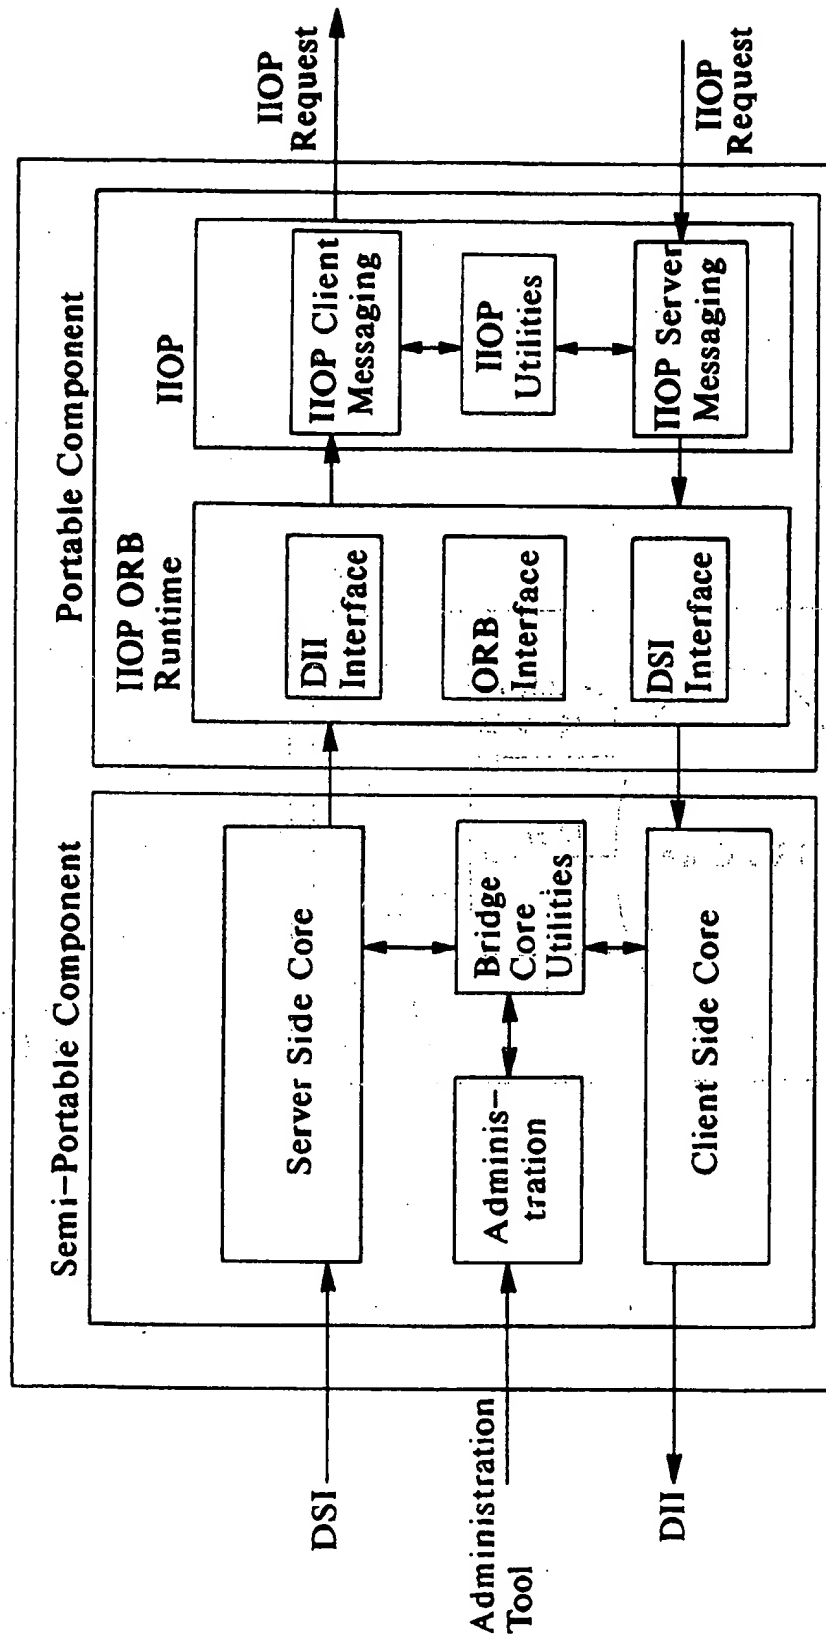 Semi-Portable Component
Portable Component
IIOP ORB
Runtime
IIOP
IIOP
Request
DSI
Server Side Core
DII
Interface
IIOP Client
Messaging
Administration
Tool
Adminis-
tration
Bridge
Core
Utilities
ORB
Interface
IIOP
Utilities
DII
Client Side Core
DSI
Interface
IIOP Server
Messaging
IIOP
Request